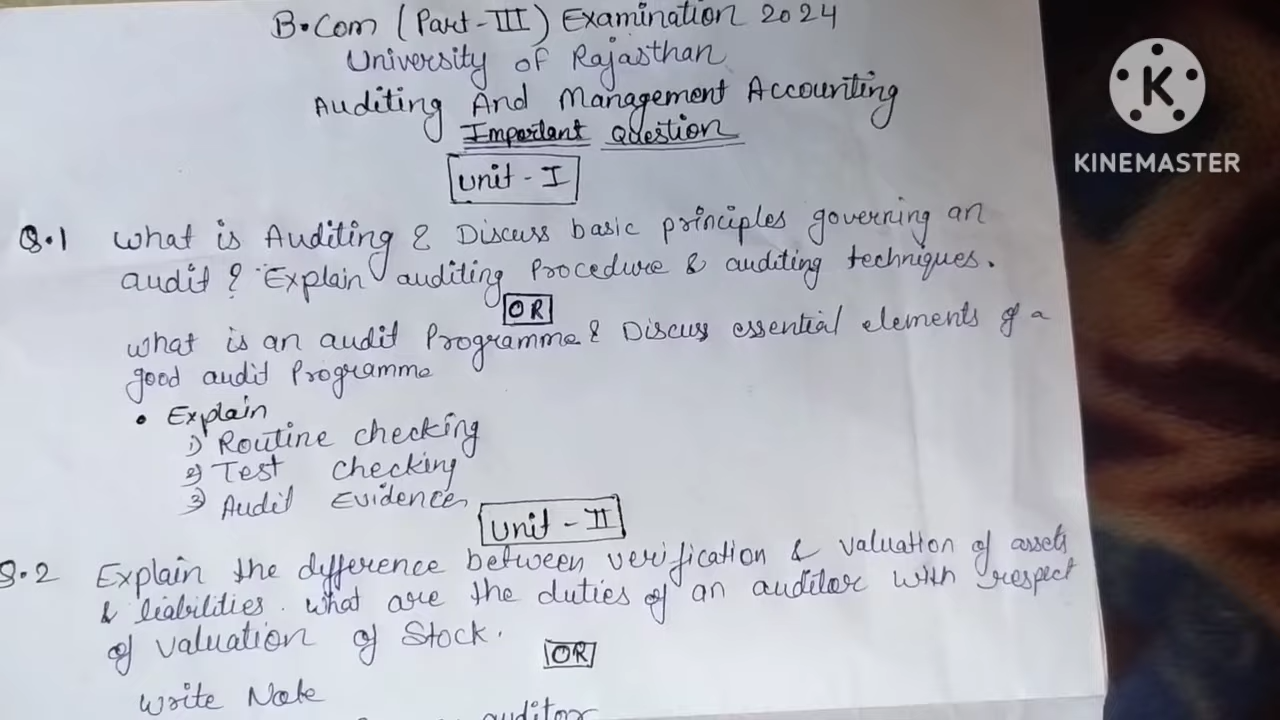 B.Com (Part-III) Examination 2024
University of Rajasthan
Auditing And Management Accounting
Important Question
Unit - I
Q.1 What is Auditing & Discuss basic principles governing an
audit? Explain auditing Procedure & auditing techniques.
OR
What is an audit Programme & Discuss essential elements of a
good audit Programme
• Explain
1) Routine checking
2) Test checking
3) Audit Evidence
Unit - II
Q.2 Explain the difference between verification & valuation of assets
& liabilities. What are the duties of an auditor with respect
of valuation of Stock.
OR
Write Note
auditor
K
KINEMASTER